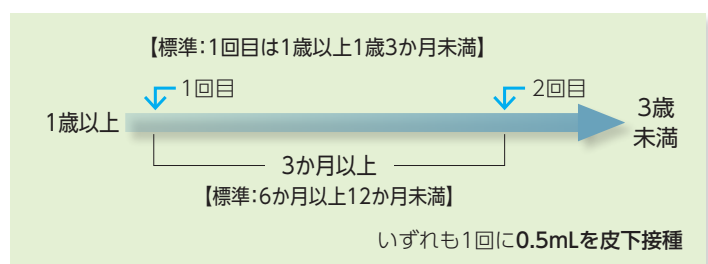 【標準：1回目は1歳以上1歳3か月未満】
1回目
2回目
1歳以上
3歳
未満
3か月以上
【標準：6か月以上12か月未満】
いずれも1回に0.5mLを皮下接種